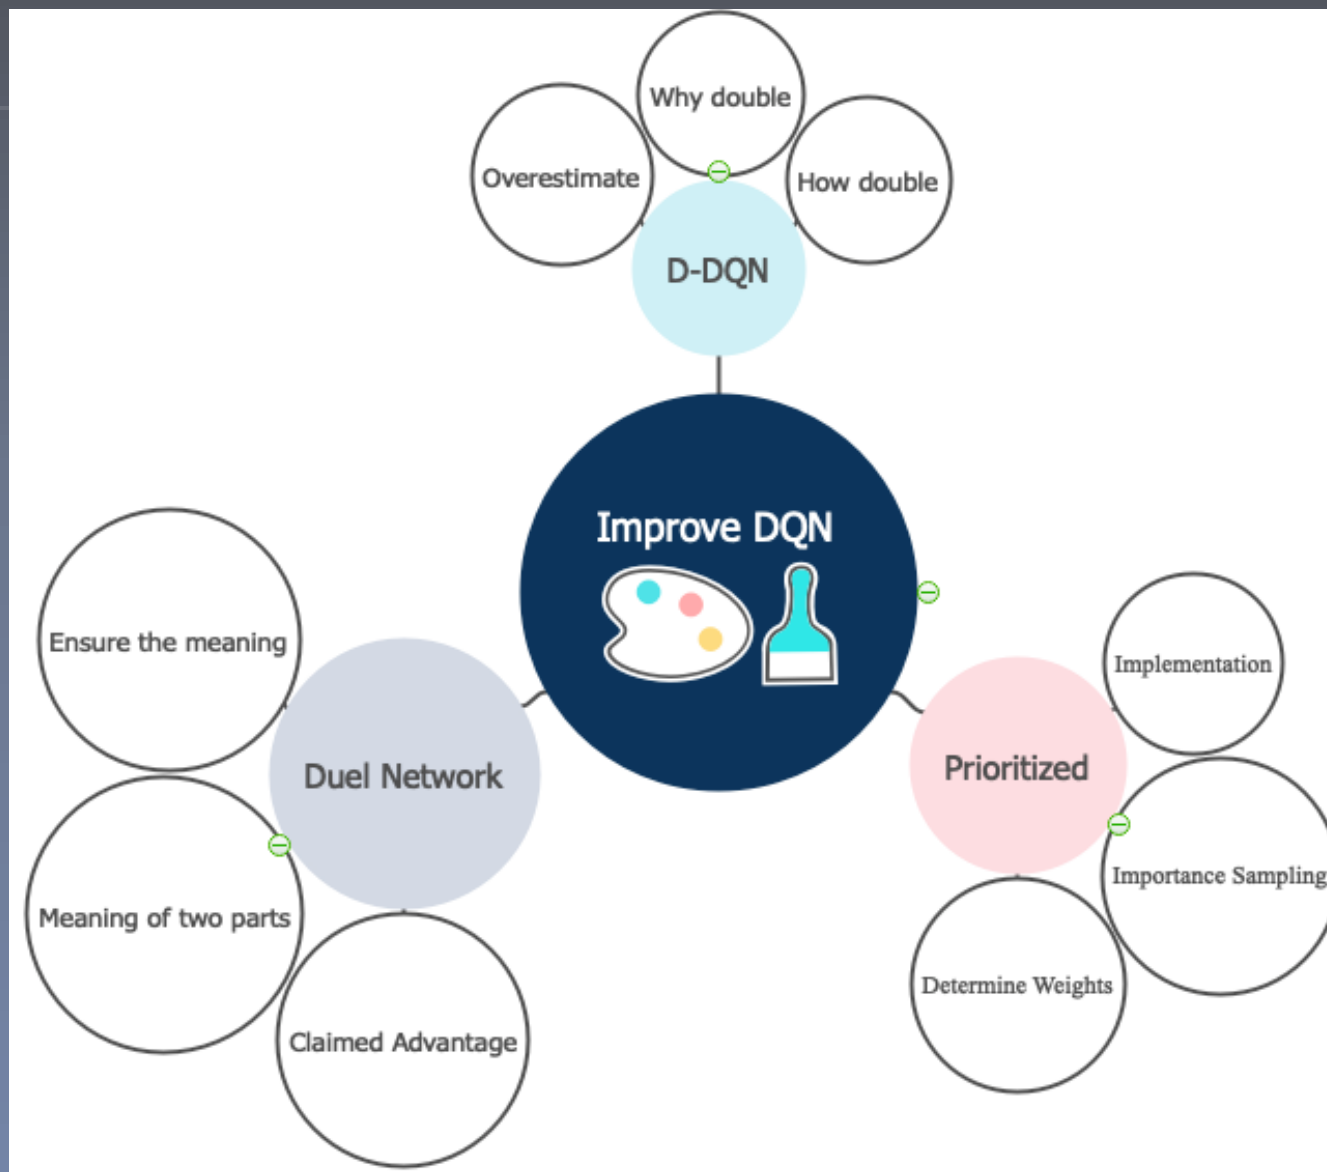 Why double
Overestimate
How double
D-DQN
Improve DQN
Ensure the meaning
Duel Network
Meaning of two parts
Claimed Advantage
Implementation
Prioritized
Importance Sampling
Determine Weights